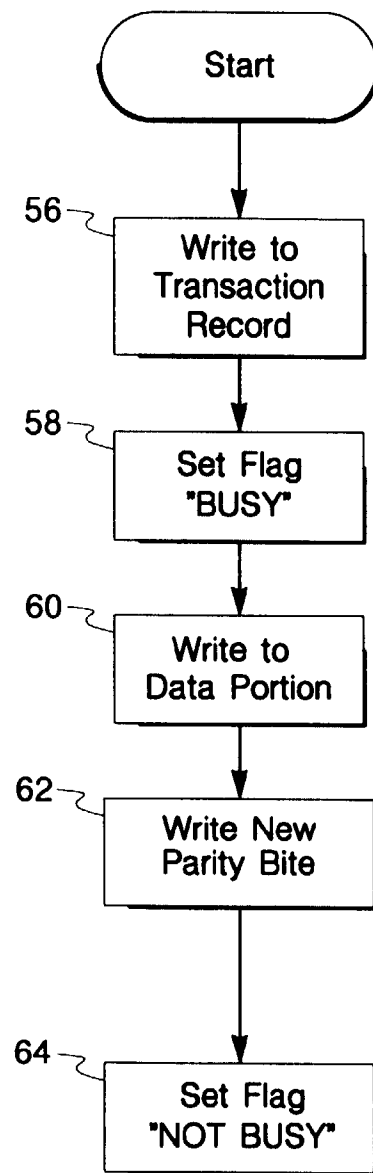 Start
56
Write to
Transaction
Record
58
Set Flag
"BUSY"
60
Write to
Data Portion
62
Write New
Parity Bite
64
Set Flag
"NOT BUSY"